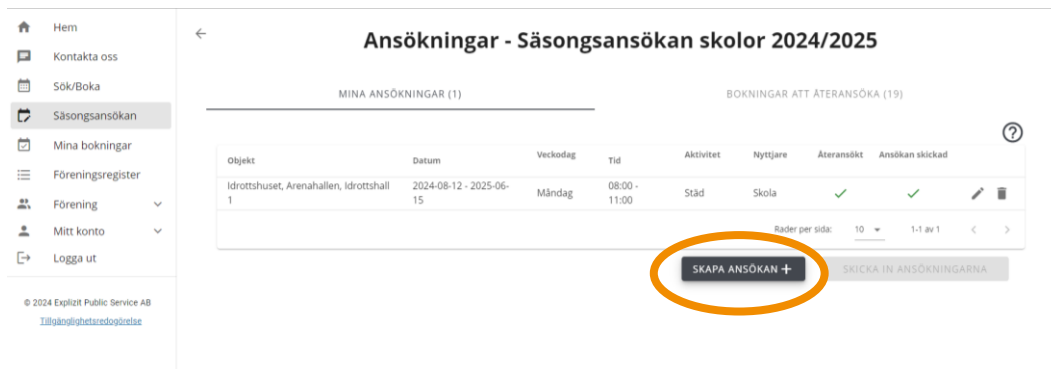 Hem
Kontakta oss
Sök/Boka
Säsongsansökan
Mina bokningar
Föreningsregister
Förening
Mitt konto
Logga ut
© 2024 Explizit Public Service AB
Tillgänglighetsredogörelse
Ansökningar - Säsongsansökan skolor 2024/2025
MINA ANSÖKNINGAR (1)
BOKNINGAR ATT ÅTERANSÖKA (19)
Objekt Datum Veckodag Tid Aktivitet Nyttjare Återansökt Ansökan skickad
Idrottshuset, Arenahallen, Idrottshall 2024-08-12 - 2025-06- Måndag 08:00 - Städ Skola
1 15 11:00
Rader per sida: 10 1-1 av 1
SKAPA ANSÖKAN +
SKICKA IN ANSÖKNINGARNA